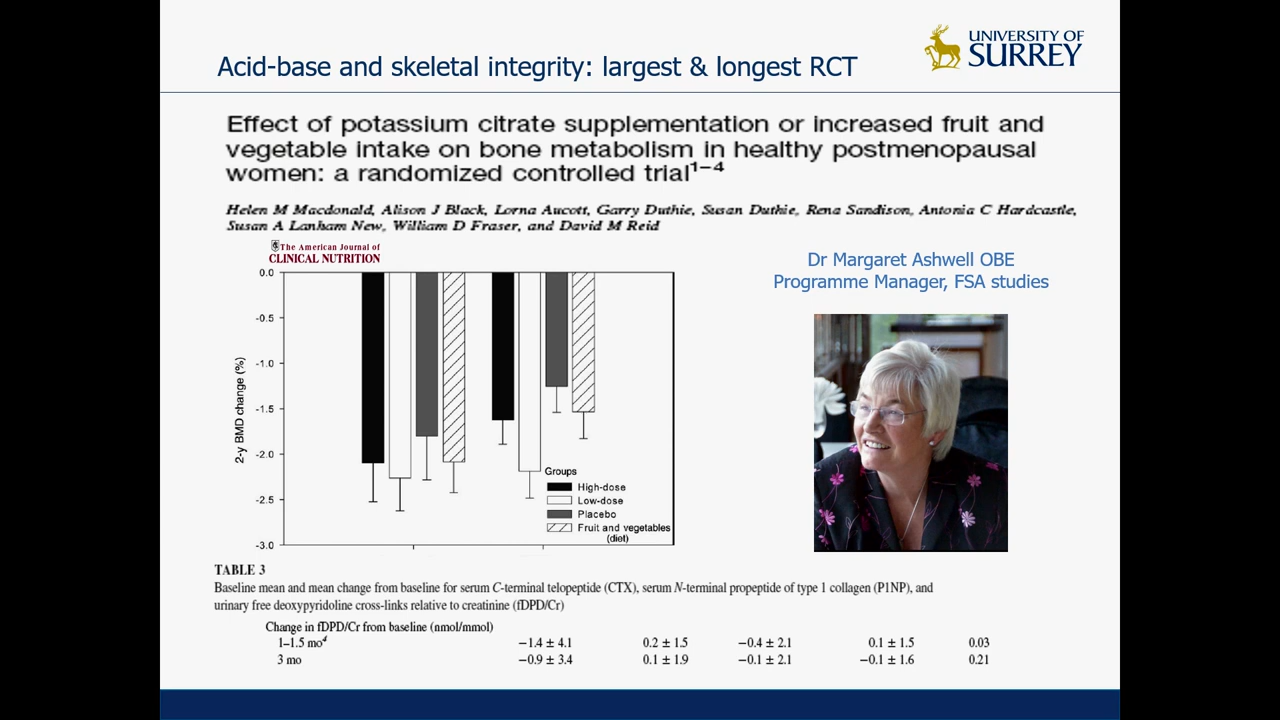 Acid-base and skeletal integrity: largest & longest RCT
UNIVERSITY OF
SURREY
Effect of potassium citrate supplementation or increased fruit and
vegetable intake on bone metabolism in healthy postmenopausal
women: a randomized controlled trial¹⁻⁴
Helen M Macdonald, Alison J Black, Lorna Aucott, Garry Duthie, Susan Duthie, Rena Sandison, Antonia C Hardcastle,
Susan A Lanham New, William D Fraser, and David M Reid
The American Journal of
CLINICAL NUTRITION
Dr Margaret Ashwell OBE
Programme Manager, FSA studies
0.0
-0.5
-1.0
-1.5
-2.0
-2.5
-3.0
2-y BMD change (%)
Groups
High-dose
Low-dose
Placebo
Fruit and vegetables
(diet)
TABLE 3
Baseline mean and mean change from baseline for serum C-terminal telopeptide (CTX), serum N-terminal propeptide of type 1 collagen (P1NP), and
urinary free deoxypyridoline cross-links relative to creatinine (fDPD/Cr)
Change in fDPD/Cr from baseline (nmol/mmol)
1–1.5 mo⁴ −1.4 ± 4.1 0.2 ± 1.5 −0.4 ± 2.1 0.1 ± 1.5 0.03
3 mo −0.9 ± 3.4 0.1 ± 1.9 −0.1 ± 2.1 −0.1 ± 1.6 0.21